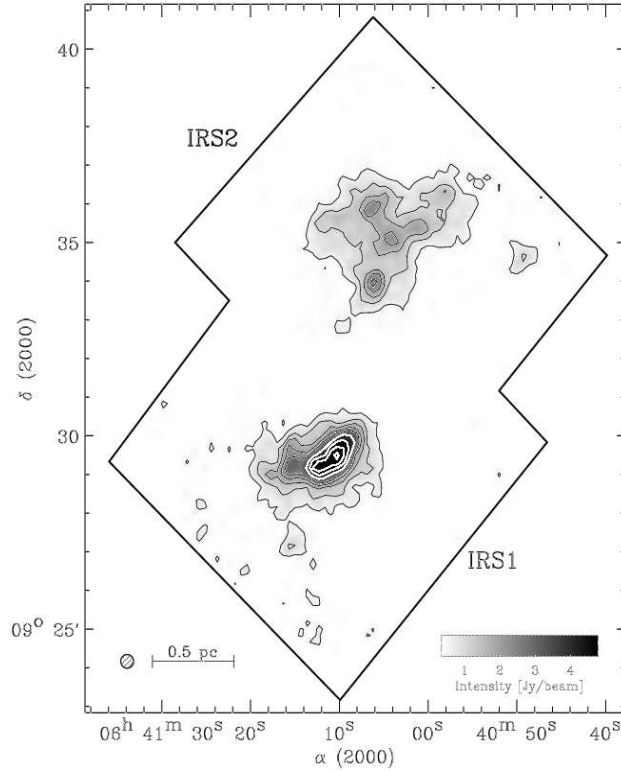 40
IRS2
35
δ (2000)
30
IRS1
09° 25'
0.5 pc
1 2 3 4
Intensity [Jy/beam]
06ʰ 41ᵐ 30ˢ 20ˢ 10ˢ 00ˢ 40ᵐ 50ˢ 40ˢ
α (2000)